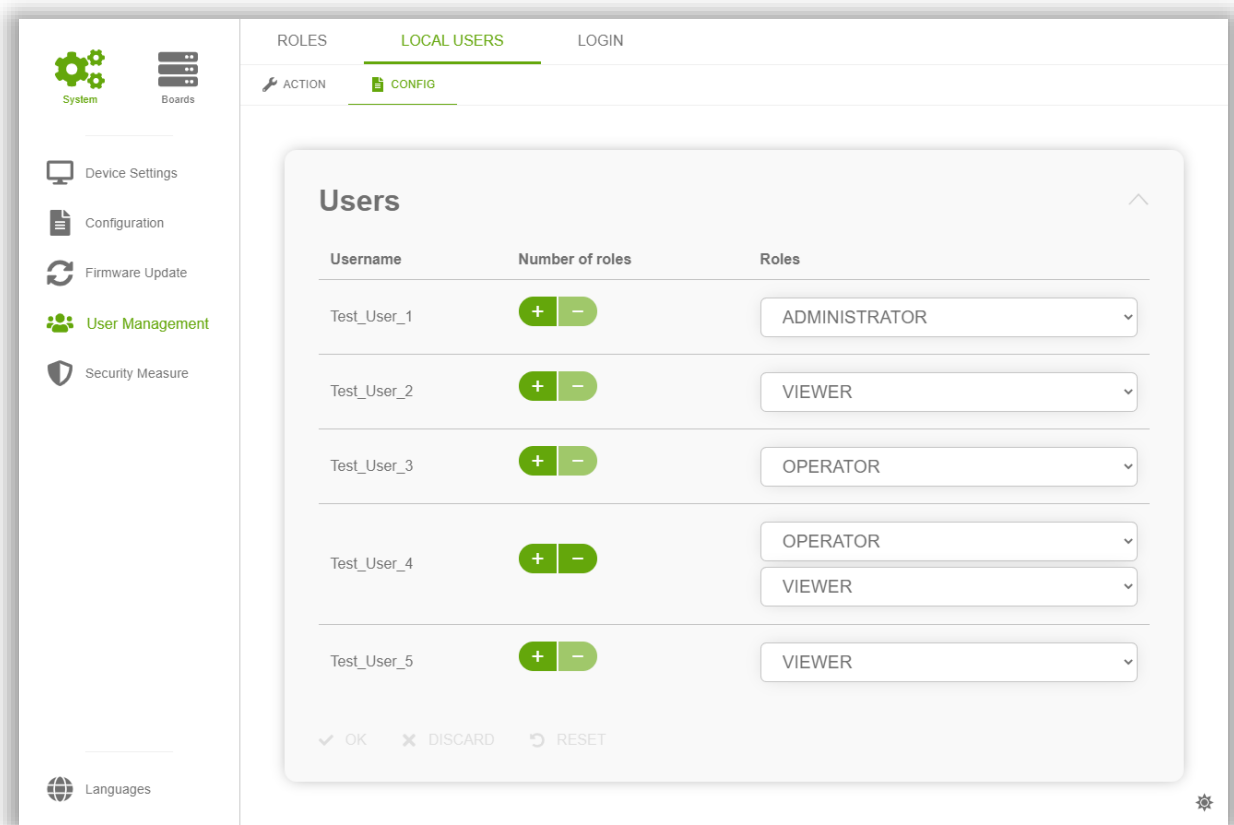 ROLES LOCAL USERS LOGIN
System Boards
ACTION CONFIG
Device Settings
Configuration
Firmware Update
User Management
Security Measure
Languages
Users
Username Number of roles Roles
Test_User_1 + − ADMINISTRATOR
Test_User_2 + − VIEWER
Test_User_3 + − OPERATOR
Test_User_4 + − OPERATOR
VIEWER
Test_User_5 + − VIEWER
OK DISCARD RESET